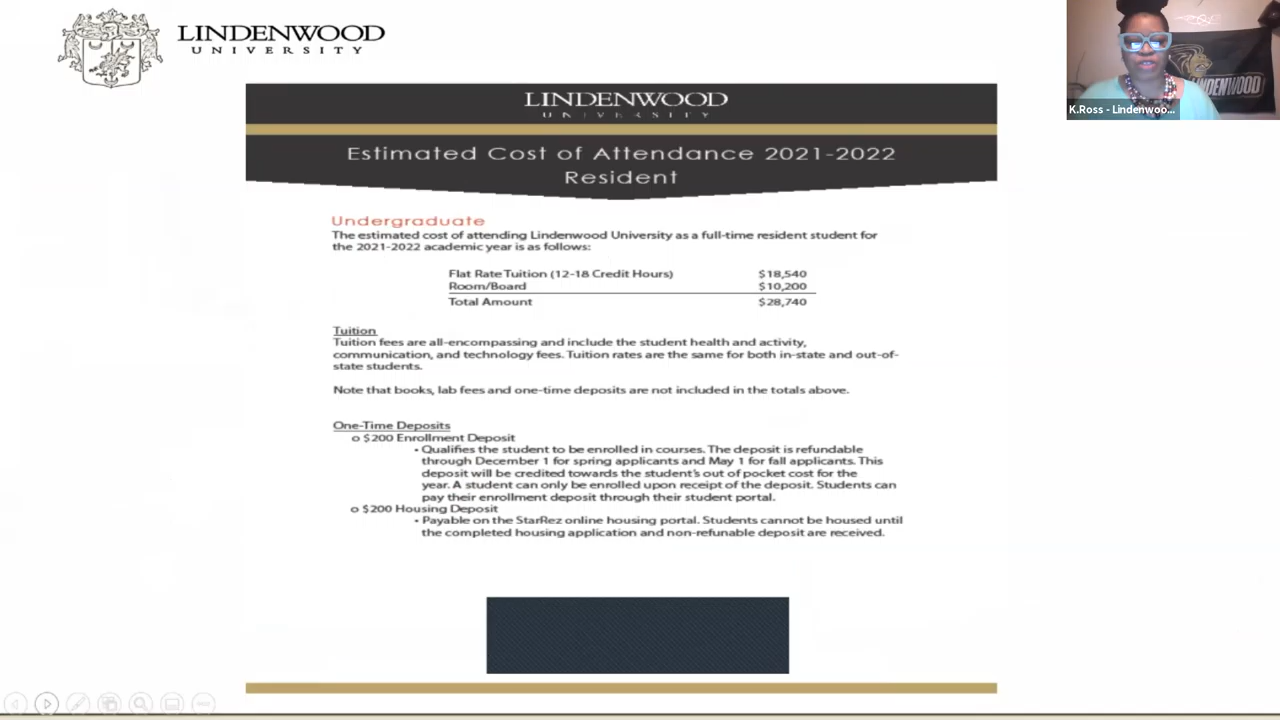 LINDENWOOD
UNIVERSITY
LINDENWOOD
K.Ross - Lindenwoo...
LINDENWOOD
UNIVERSITY
Estimated Cost of Attendance 2021-2022
Resident
Undergraduate
The estimated cost of attending Lindenwood University as a full-time resident student for
the 2021-2022 academic year is as follows:
Flat Rate Tuition (12-18 Credit Hours) $18,540
Room/Board $10,200
Total Amount $28,740
Tuition
Tuition fees are all-encompassing and include the student health and activity,
communication, and technology fees. Tuition rates are the same for both in-state and out-of-
state students.
Note that books, lab fees and one-time deposits are not included in the totals above.
One-Time Deposits
o $200 Enrollment Deposit
• Qualifies the student to be enrolled in courses. The deposit is refundable
through December 1 for spring applicants and May 1 for fall applicants. This
deposit will be credited towards the student's out of pocket cost for the
year. A student can only be enrolled upon receipt of the deposit. Students can
pay their enrollment deposit through their student portal.
o $200 Housing Deposit
• Payable on the StarRez online housing portal. Students cannot be housed until
the completed housing application and non-refunable deposit are received.